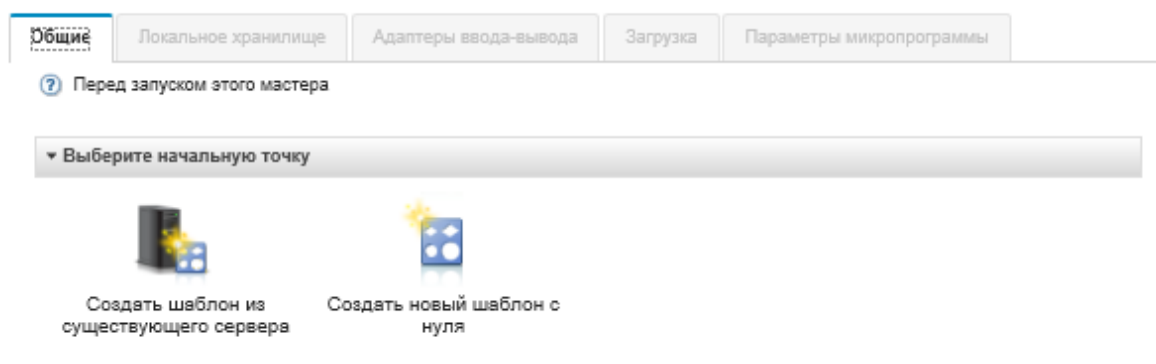 Общие Локальное хранилище Адаптеры ввода-вывода Загрузка Параметры микропрограммы
Перед запуском этого мастера
Выберите начальную точку
Создать шаблон из
существующего сервера
Создать новый шаблон с
нуля